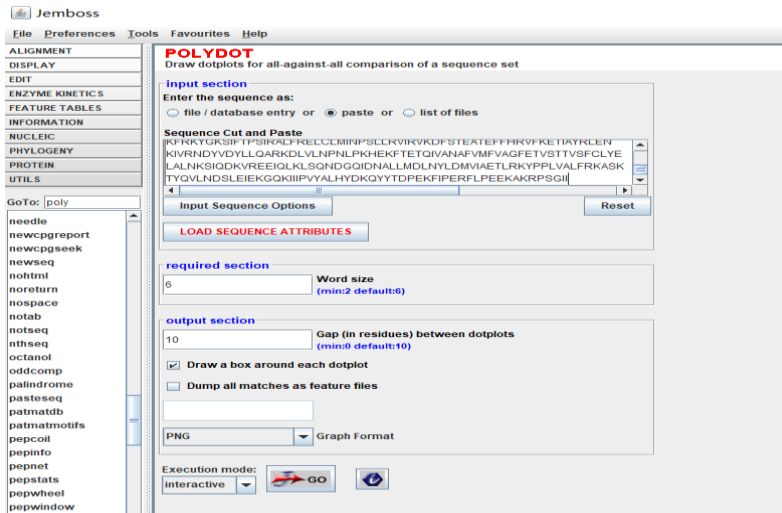 Jemboss
File Preferences Tools Favourites Help
ALIGNMENT
DISPLAY
EDIT
ENZYME KINETICS
FEATURE TABLES
INFORMATION
NUCLEIC
PHYLOGENY
PROTEIN
UTILS
GoTo: poly
needle
newcpgreport
newcpgseek
newseq
nohtml
noreturn
nospace
notab
notseq
nthseq
octanol
oddcomp
palindrome
pasteseq
patmatdb
patmatmotifs
pepcoil
pepinfo
pepnet
pepstats
pepwheel
pepwindow
POLYDOT
Draw dotplots for all-against-all comparison of a sequence set
input section
Enter the sequence as:
file / database entry or paste or list of files
Sequence Cut and Paste
KIVRNDYVDYLLQARKDLVLNPNLPKHEKFTETQIVANAFVMFVAGFETVSTTVSFCLYE
LALNKSIQDKVREEIQLKLSQNDGQIDNALLMDLNYLDMVIAETLRKYPPLVALFRKASK
TYQVLNDSLEIEKGQKIIIPVYALHYDKQYYTDPEKFIPERFLPEEKAKRPSGII
Input Sequence Options Reset
LOAD SEQUENCE ATTRIBUTES
required section
6 Word size
(min:2 default:6)
output section
10 Gap (in residues) between dotplots
(min:0 default:10)
Draw a box around each dotplot
Dump all matches as feature files
PNG Graph Format
Execution mode:
interactive GO